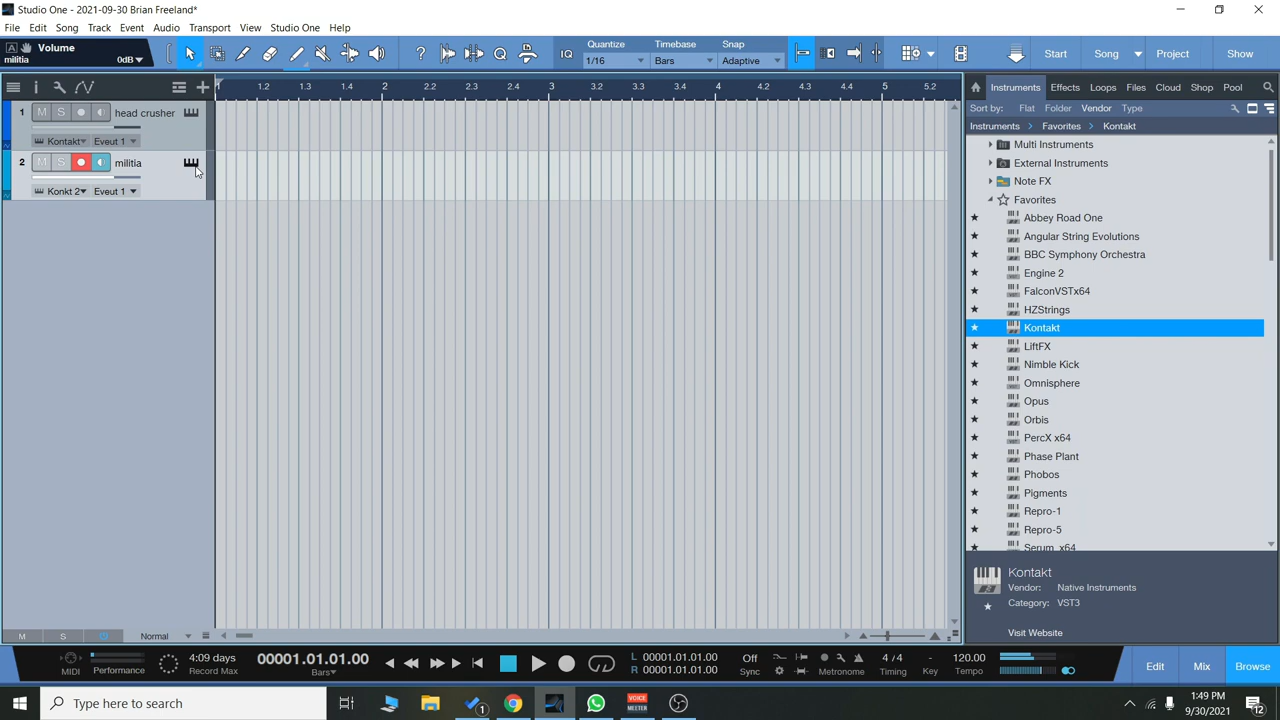 Studio One - 2021-09-30 Brian Freeland*
File Edit Song Track Event Audio Transport View Studio One Help
A Volume
militia 0dB
IQ
Quantize
1/16
Timebase
Bars
Snap
Adaptive
Start Song Project Show
1 1.2 1.3 1.4 2 2.2 2.3 2.4 3 3.2 3.3 3.4 4 4.2 4.3 4.4 5 5.2
1 M S head crusher
Kontakt Eveut 1
2 M S militia
Konkt 2 Eveut 1
Instruments Effects Loops Files Cloud Shop Pool
Sort by: Flat Folder Vendor Type
Instruments Favorites Kontakt
Multi Instruments
External Instruments
Note FX
Favorites
Abbey Road One
Angular String Evolutions
BBC Symphony Orchestra
Engine 2
FalconVSTx64
HZStrings
Kontakt
LiftFX
Nimble Kick
Omnisphere
Opus
Orbis
PercX x64
Phase Plant
Phobos
Pigments
Repro-1
Repro-5
Serum_x64
Kontakt
Vendor: Native Instruments
Category: VST3
Visit Website
M S Normal
MIDI
Performance
4:09 days
Record Max
00001.01.01.00
Bars
L 00001.01.01.00
R 00001.01.01.00
Off
Sync
Metronome
4 / 4
Timing
-
Key
120.00
Tempo
Edit Mix Browse
Type here to search
1
VOICE
MEETER
1:49 PM
9/30/2021
12